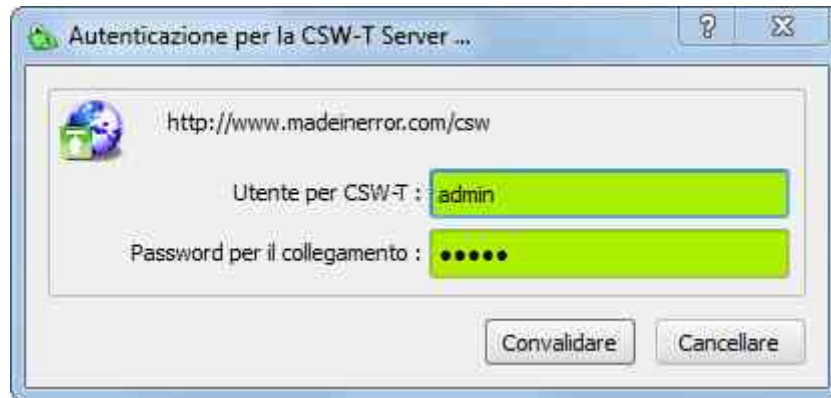 Autenticazione per la CSW-T Server ...
http://www.madeinerror.com/csw
Utente per CSW-T : admin
Password per il collegamento : •••••
Convalidare Cancellare